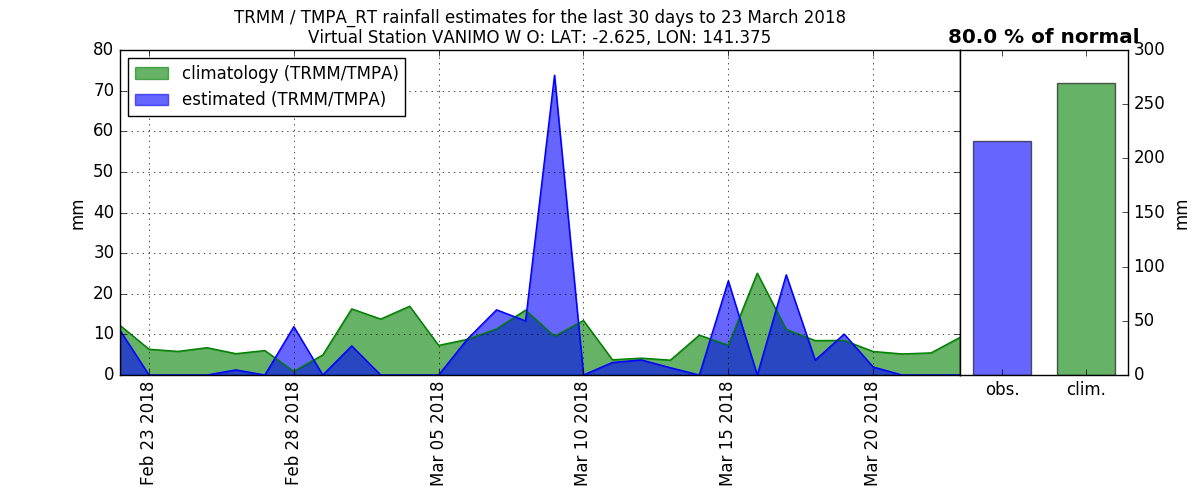 TRMM / TMPA_RT rainfall estimates for the last 30 days to 23 March 2018
Virtual Station VANIMO W O: LAT: -2.625, LON: 141.375
80.0 % of normal
climatology (TRMM/TMPA)
estimated (TRMM/TMPA)
mm
80
70
60
50
40
30
20
10
0
Feb 23 2018
Feb 28 2018
Mar 05 2018
Mar 10 2018
Mar 15 2018
Mar 20 2018
obs.
clim.
300
250
200
150
100
50
0
mm